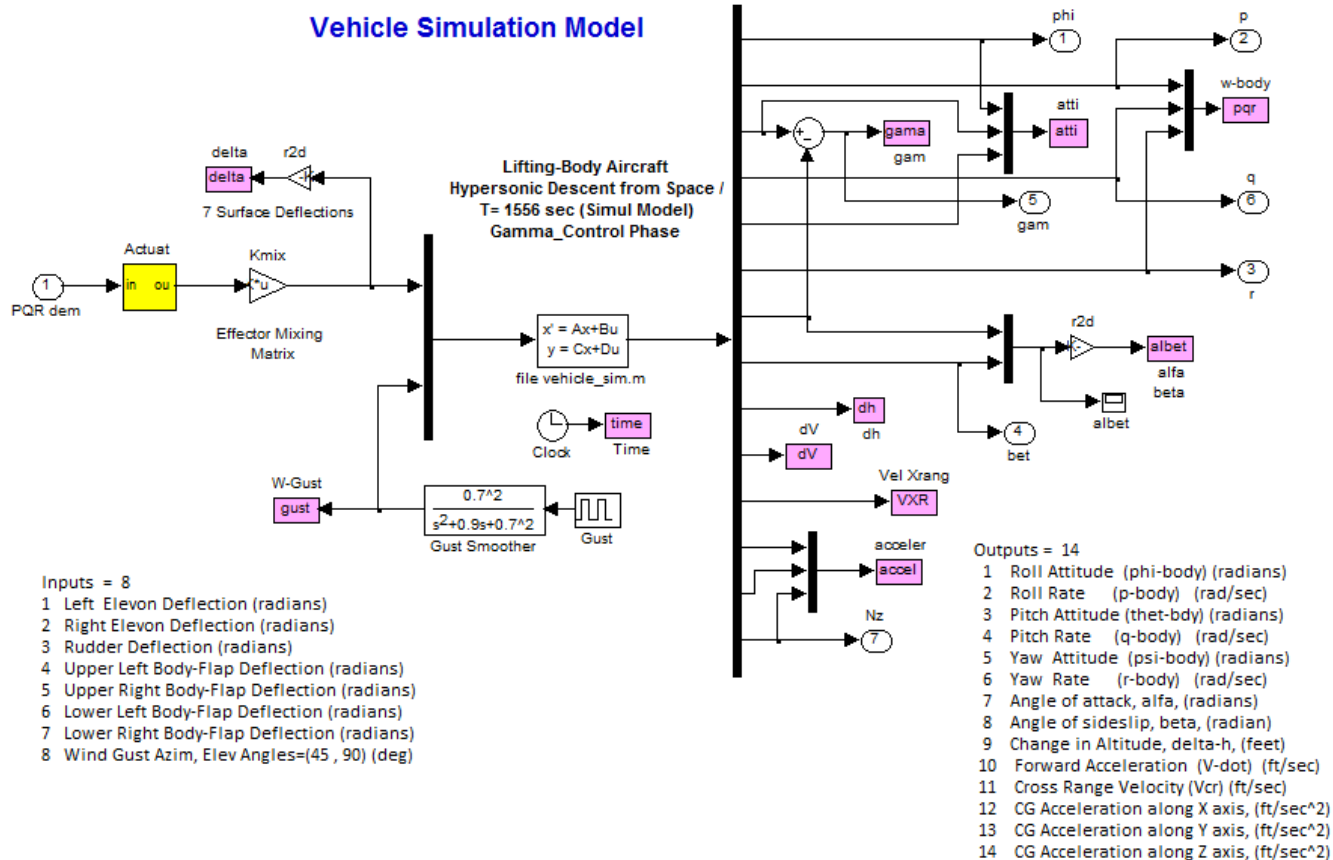 Vehicle Simulation Model
phi
1
p
2
w-body
pqr
atti
atti
+
-
gama
gam
delta
delta
r2d
7 Surface Deflections
Lifting-Body Aircraft
Hypersonic Descent from Space /
T= 1556 sec (Simul Model)
Gamma_Control Phase
5
gam
q
6
3
r
Actuat
in ou
Kmix
*u
1
PQR dem
Effector Mixing
Matrix
x' = Ax+Bu
y = Cx+Du
file vehicle_sim.m
r2d
albet
alfa
beta
albet
4
bet
dh
dh
dV
dV
Clock
time
Time
Vel Xrang
VXR
W-Gust
gust
0.7^2
s^2+0.9s+0.7^2
Gust Smoother
Gust
acceler
accel
Nz
7
Inputs = 8
1 Left Elevon Deflection (radians)
2 Right Elevon Deflection (radians)
3 Rudder Deflection (radians)
4 Upper Left Body-Flap Deflection (radians)
5 Upper Right Body-Flap Deflection (radians)
6 Lower Left Body-Flap Deflection (radians)
7 Lower Right Body-Flap Deflection (radians)
8 Wind Gust Azim, Elev Angles=(45 , 90) (deg)
Outputs = 14
1 Roll Attitude (phi-body) (radians)
2 Roll Rate (p-body) (rad/sec)
3 Pitch Attitude (thet-bdy) (radians)
4 Pitch Rate (q-body) (rad/sec)
5 Yaw Attitude (psi-body) (radians)
6 Yaw Rate (r-body) (rad/sec)
7 Angle of attack, alfa, (radians)
8 Angle of sideslip, beta, (radian)
9 Change in Altitude, delta-h, (feet)
10 Forward Acceleration (V-dot) (ft/sec)
11 Cross Range Velocity (Vcr) (ft/sec)
12 CG Acceleration along X axis, (ft/sec^2)
13 CG Acceleration along Y axis, (ft/sec^2)
14 CG Acceleration along Z axis, (ft/sec^2)